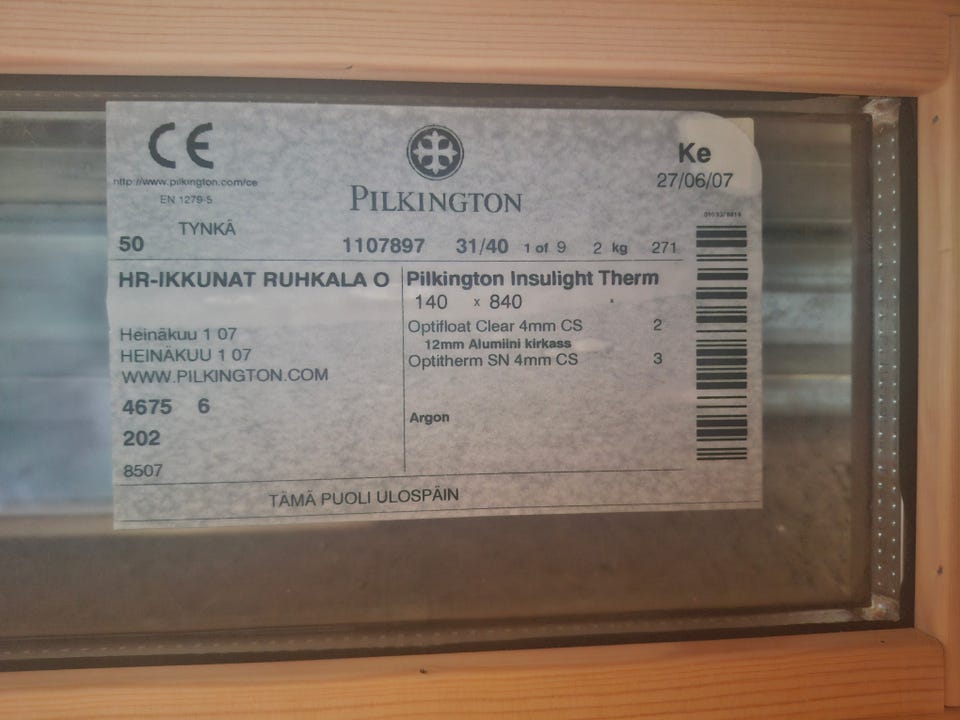 CE
http://www.pilkington.com/ce
EN 1279-5
PILKINGTON
Ke
27/06/07
TYNKÄ
50 1107897 31/40 1 of 9 2 kg 271
HR-IKKUNAT RUHKALA O
Heinäkuu 1 07
HEINÄKUU 1 07
WWW.PILKINGTON.COM
4675 6
202
8507
Pilkington Insulight Therm
140 x 840
Optifloat Clear 4mm CS 2
12mm Alumiini kirkass
Optitherm SN 4mm CS 3
Argon
TÄMÄ PUOLI ULOSPÄIN